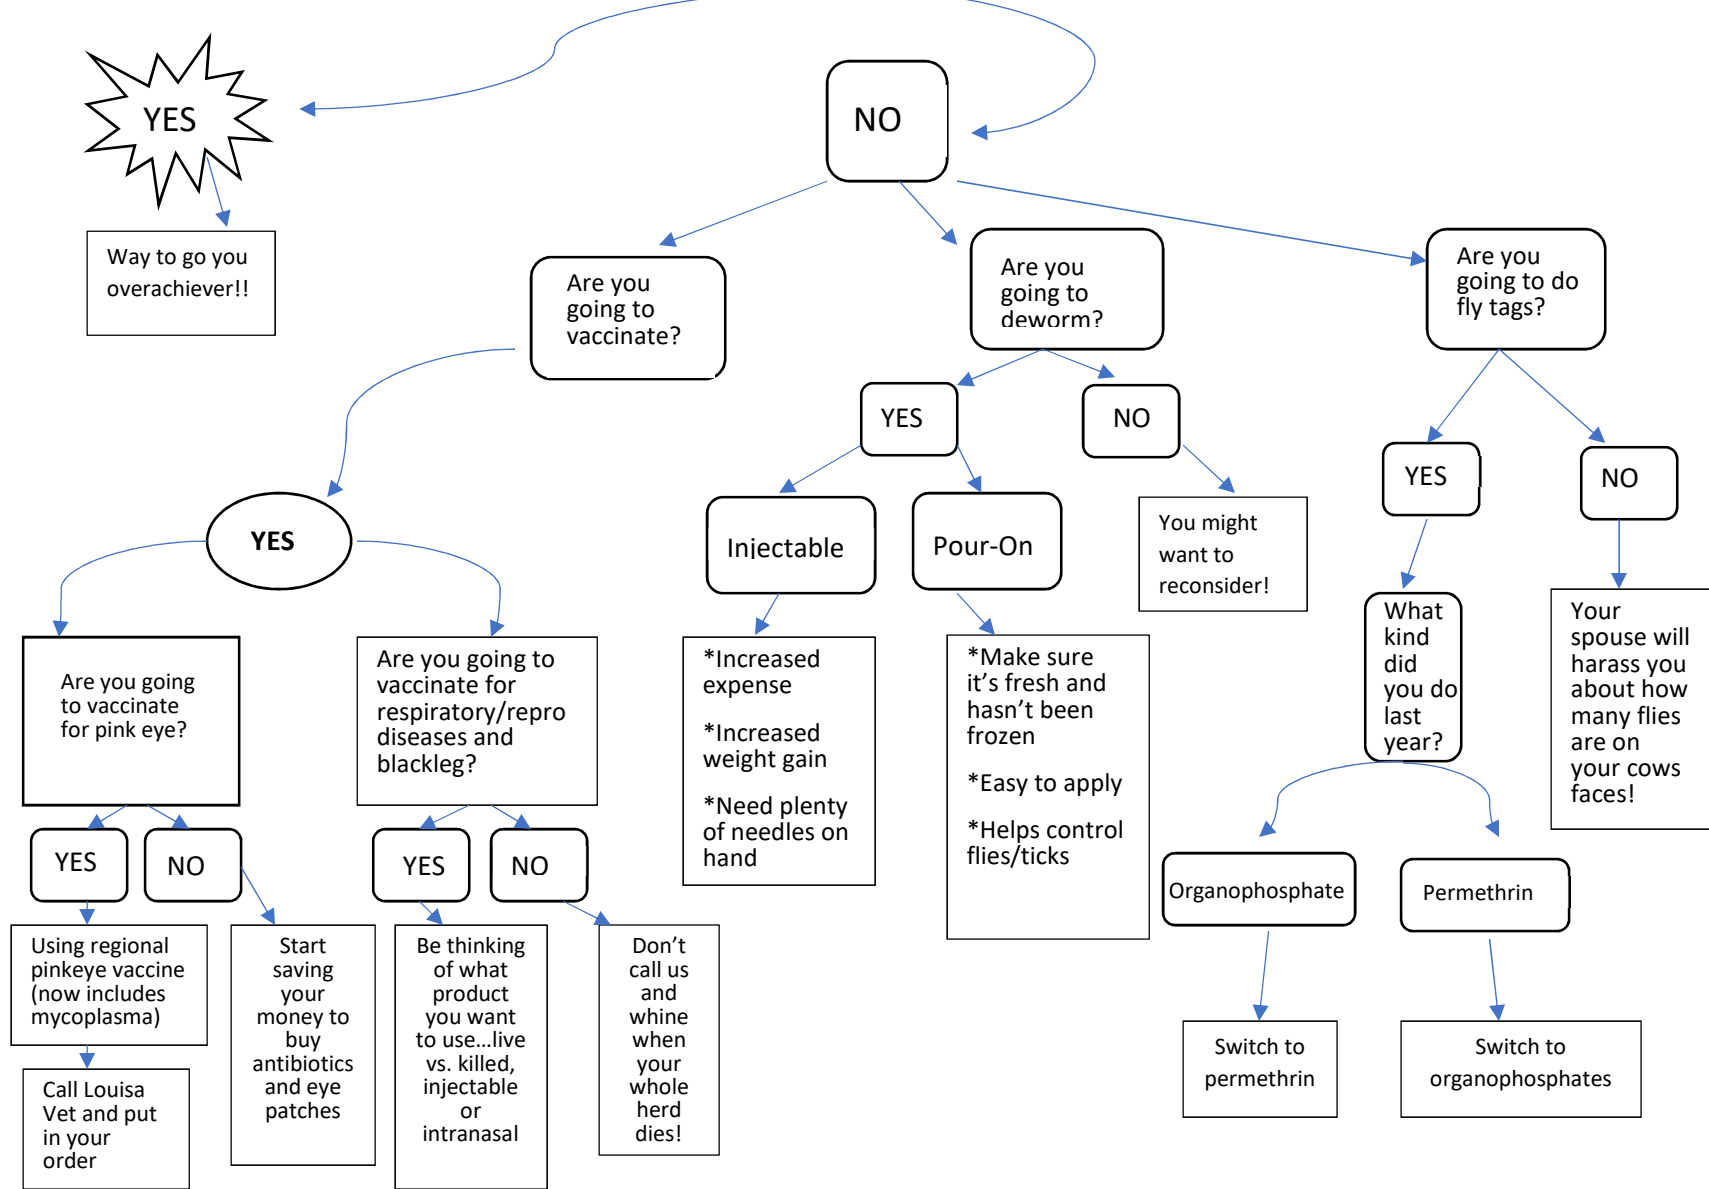 YES
NO
Way to go you
overachiever!!
Are you
going to
vaccinate?
Are you
going to
deworm?
Are you
going to do
fly tags?
YES
NO
YES
NO
YES
Injectable
Pour-On
You might
want to
reconsider!
What
kind
did
you do
last
year?
Your
spouse will
harass you
about how
many flies
are on
your cows
faces!
Are you going
to vaccinate
for pink eye?
Are you going to
vaccinate for
respiratory/repro
diseases and
blackleg?
*Increased
expense
*Increased
weight gain
*Need plenty
of needles on
hand
*Make sure
it's fresh and
hasn't been
frozen
*Easy to apply
*Helps control
flies/ticks
YES
NO
YES
NO
Organophosphate
Permethrin
Using regional
pinkeye vaccine
(now includes
mycoplasma)
Call Louisa
Vet and put
in your
order
Start
saving
your
money to
buy
antibiotics
and eye
patches
Be thinking
of what
product
you want
to use...live
vs. killed,
injectable
or
intranasal
Don't
call us
and
whine
when
your
whole
herd
dies!
Switch to
permethrin
Switch to
organophosphates